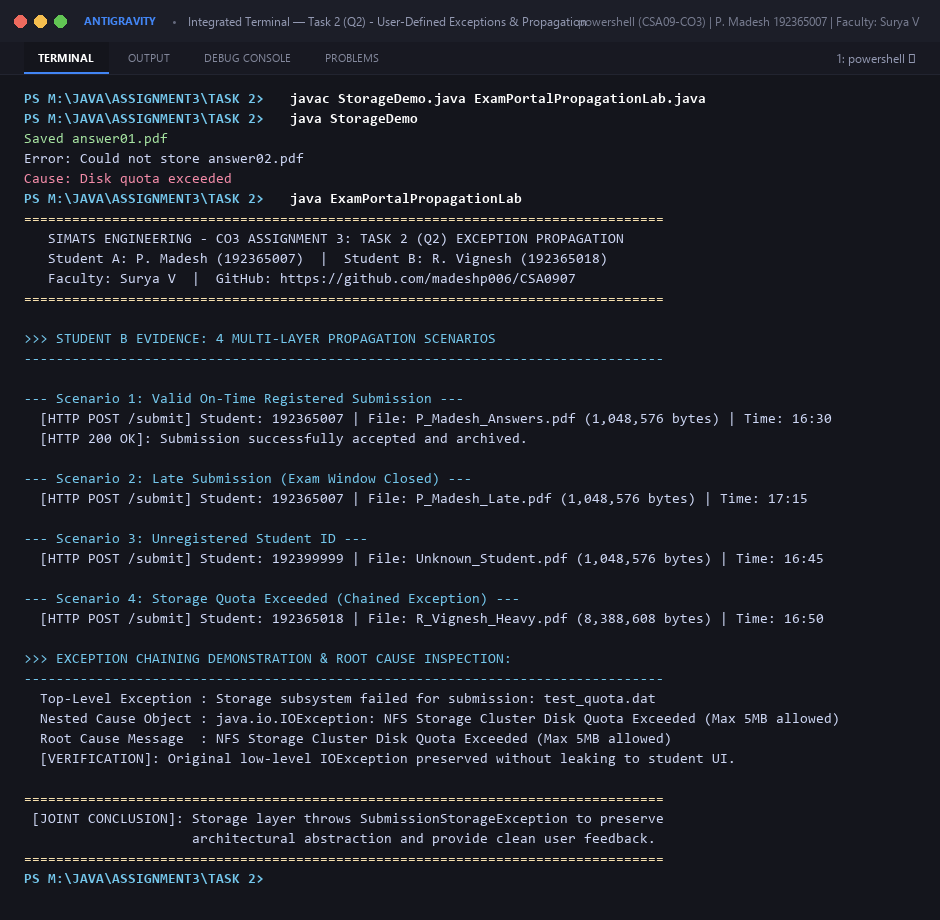 ANTIGRAVITY • Integrated Terminal — Task 2 (Q2) - User-Defined Exceptions & Propagation powershell (CSA09-CO3) | P. Madesh 192365007 | Faculty: Surya V
TERMINAL OUTPUT DEBUG CONSOLE PROBLEMS 1: powershell
PS M:\JAVA\ASSIGNMENT3\TASK 2> javac StorageDemo.java ExamPortalPropagationLab.java
PS M:\JAVA\ASSIGNMENT3\TASK 2> java StorageDemo
Saved answer01.pdf
Error: Could not store answer02.pdf
Cause: Disk quota exceeded
PS M:\JAVA\ASSIGNMENT3\TASK 2> java ExamPortalPropagationLab
================================================================================
SIMATS ENGINEERING - CO3 ASSIGNMENT 3: TASK 2 (Q2) EXCEPTION PROPAGATION
Student A: P. Madesh (192365007) | Student B: R. Vignesh (192365018)
Faculty: Surya V | GitHub: https://github.com/madeshp006/CSA0907
================================================================================
>>> STUDENT B EVIDENCE: 4 MULTI-LAYER PROPAGATION SCENARIOS
--------------------------------------------------------------------------------
--- Scenario 1: Valid On-Time Registered Submission ---
[HTTP POST /submit] Student: 192365007 | File: P_Madesh_Answers.pdf (1,048,576 bytes) | Time: 16:30
[HTTP 200 OK]: Submission successfully accepted and archived.
--- Scenario 2: Late Submission (Exam Window Closed) ---
[HTTP POST /submit] Student: 192365007 | File: P_Madesh_Late.pdf (1,048,576 bytes) | Time: 17:15
--- Scenario 3: Unregistered Student ID ---
[HTTP POST /submit] Student: 192399999 | File: Unknown_Student.pdf (1,048,576 bytes) | Time: 16:45
--- Scenario 4: Storage Quota Exceeded (Chained Exception) ---
[HTTP POST /submit] Student: 192365018 | File: R_Vignesh_Heavy.pdf (8,388,608 bytes) | Time: 16:50
>>> EXCEPTION CHAINING DEMONSTRATION & ROOT CAUSE INSPECTION:
--------------------------------------------------------------------------------
Top-Level Exception : Storage subsystem failed for submission: test_quota.dat
Nested Cause Object : java.io.IOException: NFS Storage Cluster Disk Quota Exceeded (Max 5MB allowed)
Root Cause Message  : NFS Storage Cluster Disk Quota Exceeded (Max 5MB allowed)
[VERIFICATION]: Original low-level IOException preserved without leaking to student UI.
================================================================================
[JOINT CONCLUSION]: Storage layer throws SubmissionStorageException to preserve
architectural abstraction and provide clean user feedback.
================================================================================
PS M:\JAVA\ASSIGNMENT3\TASK 2>